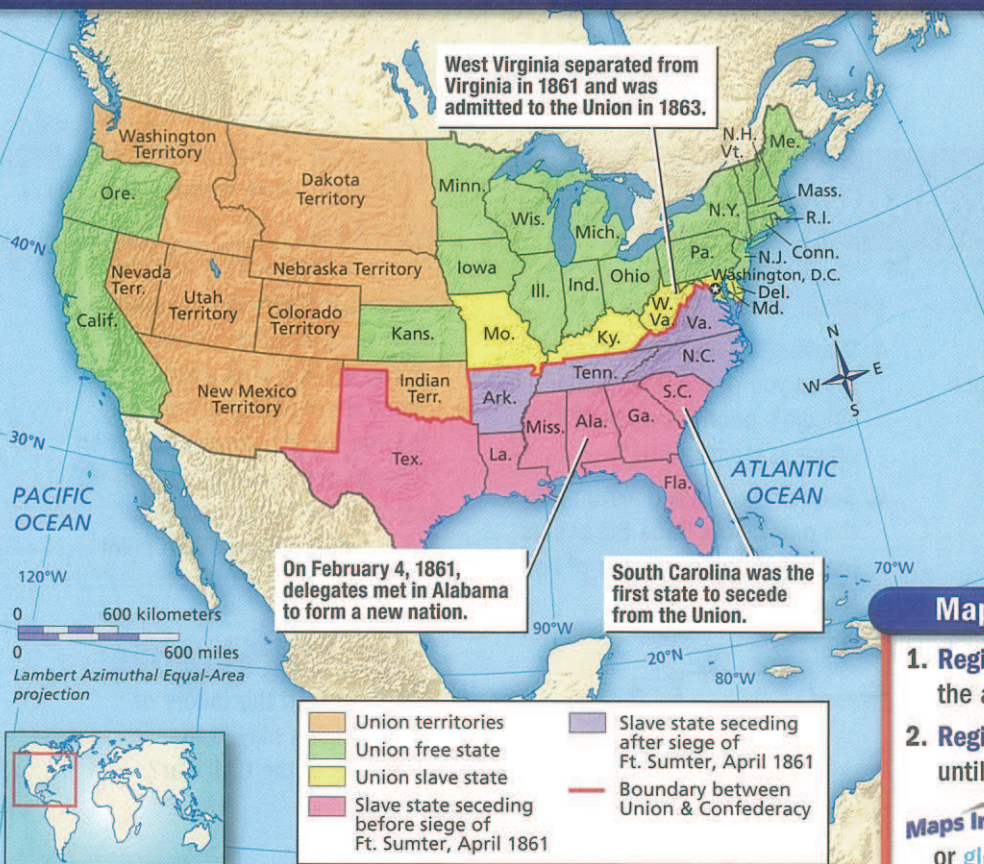 West Virginia separated from
Virginia in 1861 and was
admitted to the Union in 1863.
Washington
Territory
Dakota
Territory
Minn.
N.H.
Vt.
Me.
Ore.
Wis.
Mich.
N.Y.
Mass.
R.I.
Conn.
40°N
Nevada
Terr.
Utah
Territory
Nebraska Territory
Colorado
Territory
Iowa
Ill.
Ind.
Ohio
Pa.
N.J.
Washington, D.C.
Del.
Md.
Calif.
Kans.
Mo.
Ky.
W.
Va.
Va.
N
E
S
W
New Mexico
Territory
Indian
Terr.
Ark.
Tenn.
N.C.
S.C.
30°N
Tex.
La.
Miss.
Ala.
Ga.
Fla.
PACIFIC
OCEAN
ATLANTIC
OCEAN
On February 4, 1861,
delegates met in Alabama
to form a new nation.
South Carolina was the
first state to secede
from the Union.
120°W
90°W
20°N
80°W
70°W
0 600 kilometers
0 600 miles
Lambert Azimuthal Equal-Area
projection
Union territories
Union free state
Union slave state
Slave state seceding
before siege of
Ft. Sumter, April 1861
Slave state seceding
after siege of
Ft. Sumter, April 1861
Boundary between
Union & Confederacy
Map
1. Regi
the a
2. Regi
until
Maps In
or gl